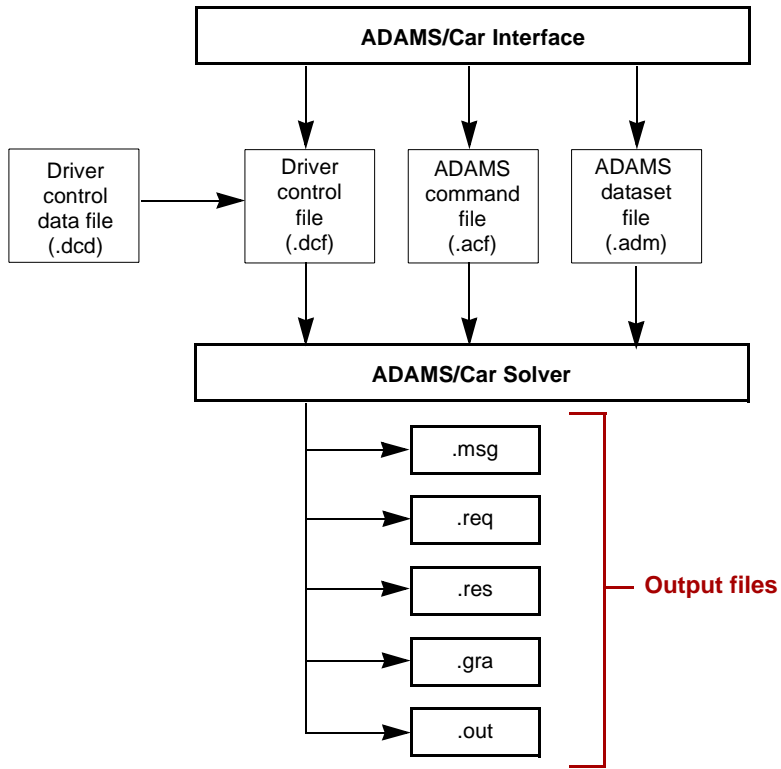 ADAMS/Car Interface
Driver
control
data file
(.dcd)
Driver
control
file
(.dcf)
ADAMS
command
file
(.acf)
ADAMS
dataset
file
(.adm)
ADAMS/Car Solver
.msg
.req
.res
.gra
.out
Output files